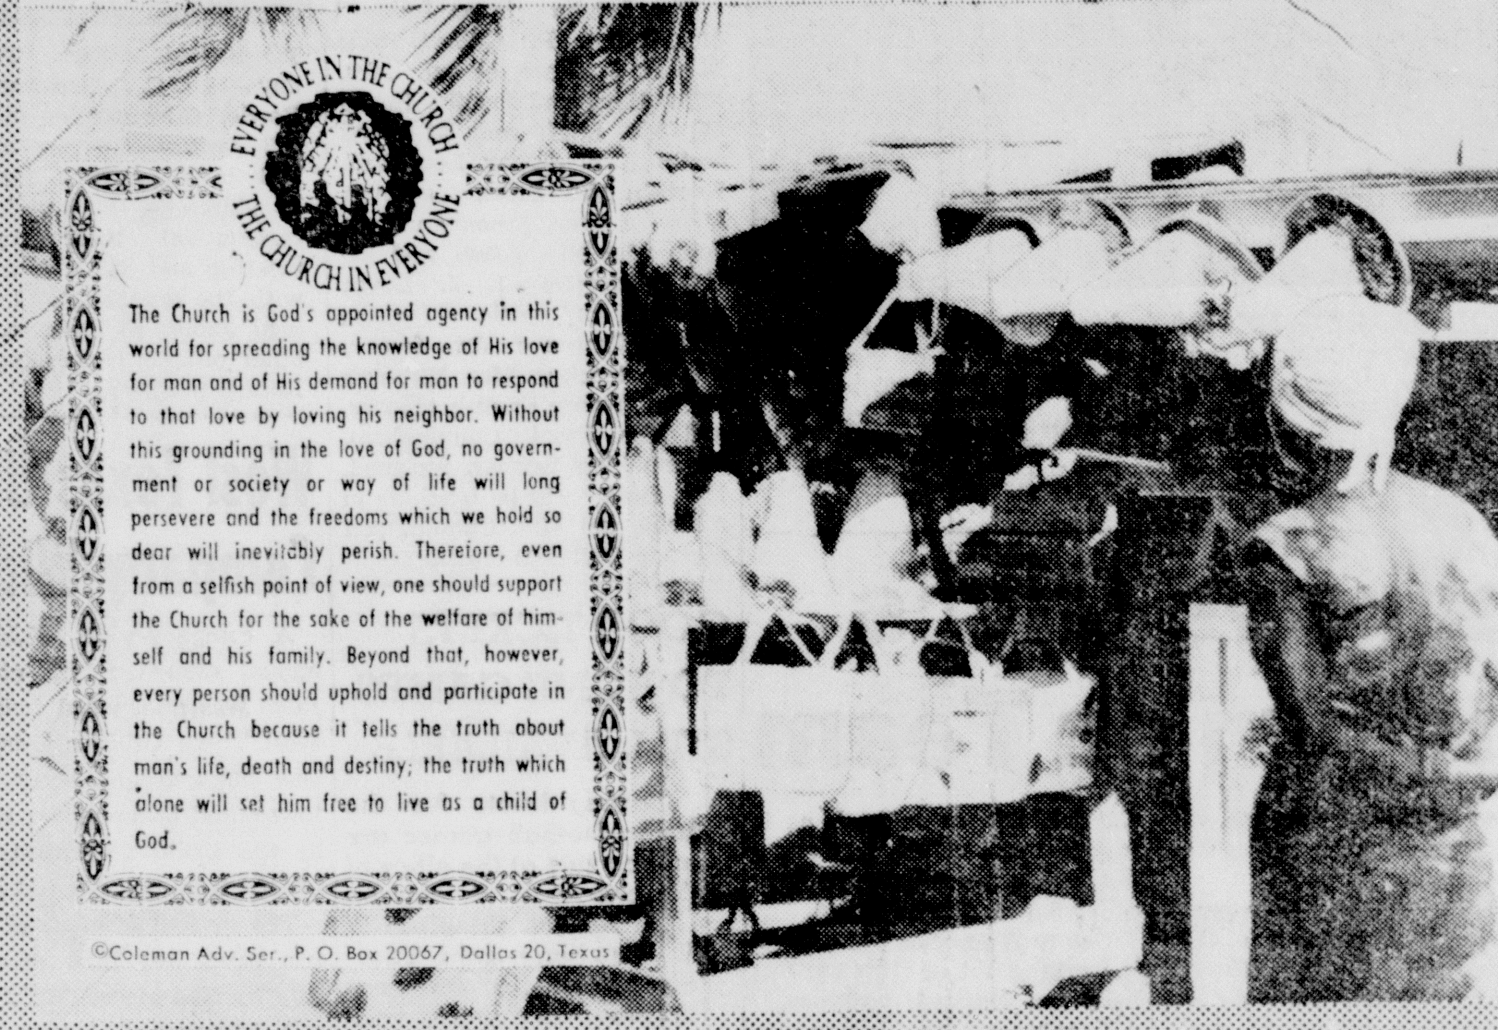 EVERYONE IN THE CHURCH
THE CHURCH IN EVERYONE
The Church is God's appointed agency in this
world for spreading the knowledge of His love
for man and of His demand for man to respond
to that love by loving his neighbor. Without
this grounding in the love of God, no govern-
ment or society or way of life will long
persevere and the freedoms which we hold so
dear will inevitably perish. Therefore, even
from a selfish point of view, one should support
the Church for the sake of the welfare of him-
self and his family. Beyond that, however,
every person should uphold and participate in
the Church because it tells the truth about
man's life, death and destiny; the truth which
alone will set him free to live as a child of
God.
©Coleman Adv. Ser., P. O. Box 20067, Dallas 20, Texas